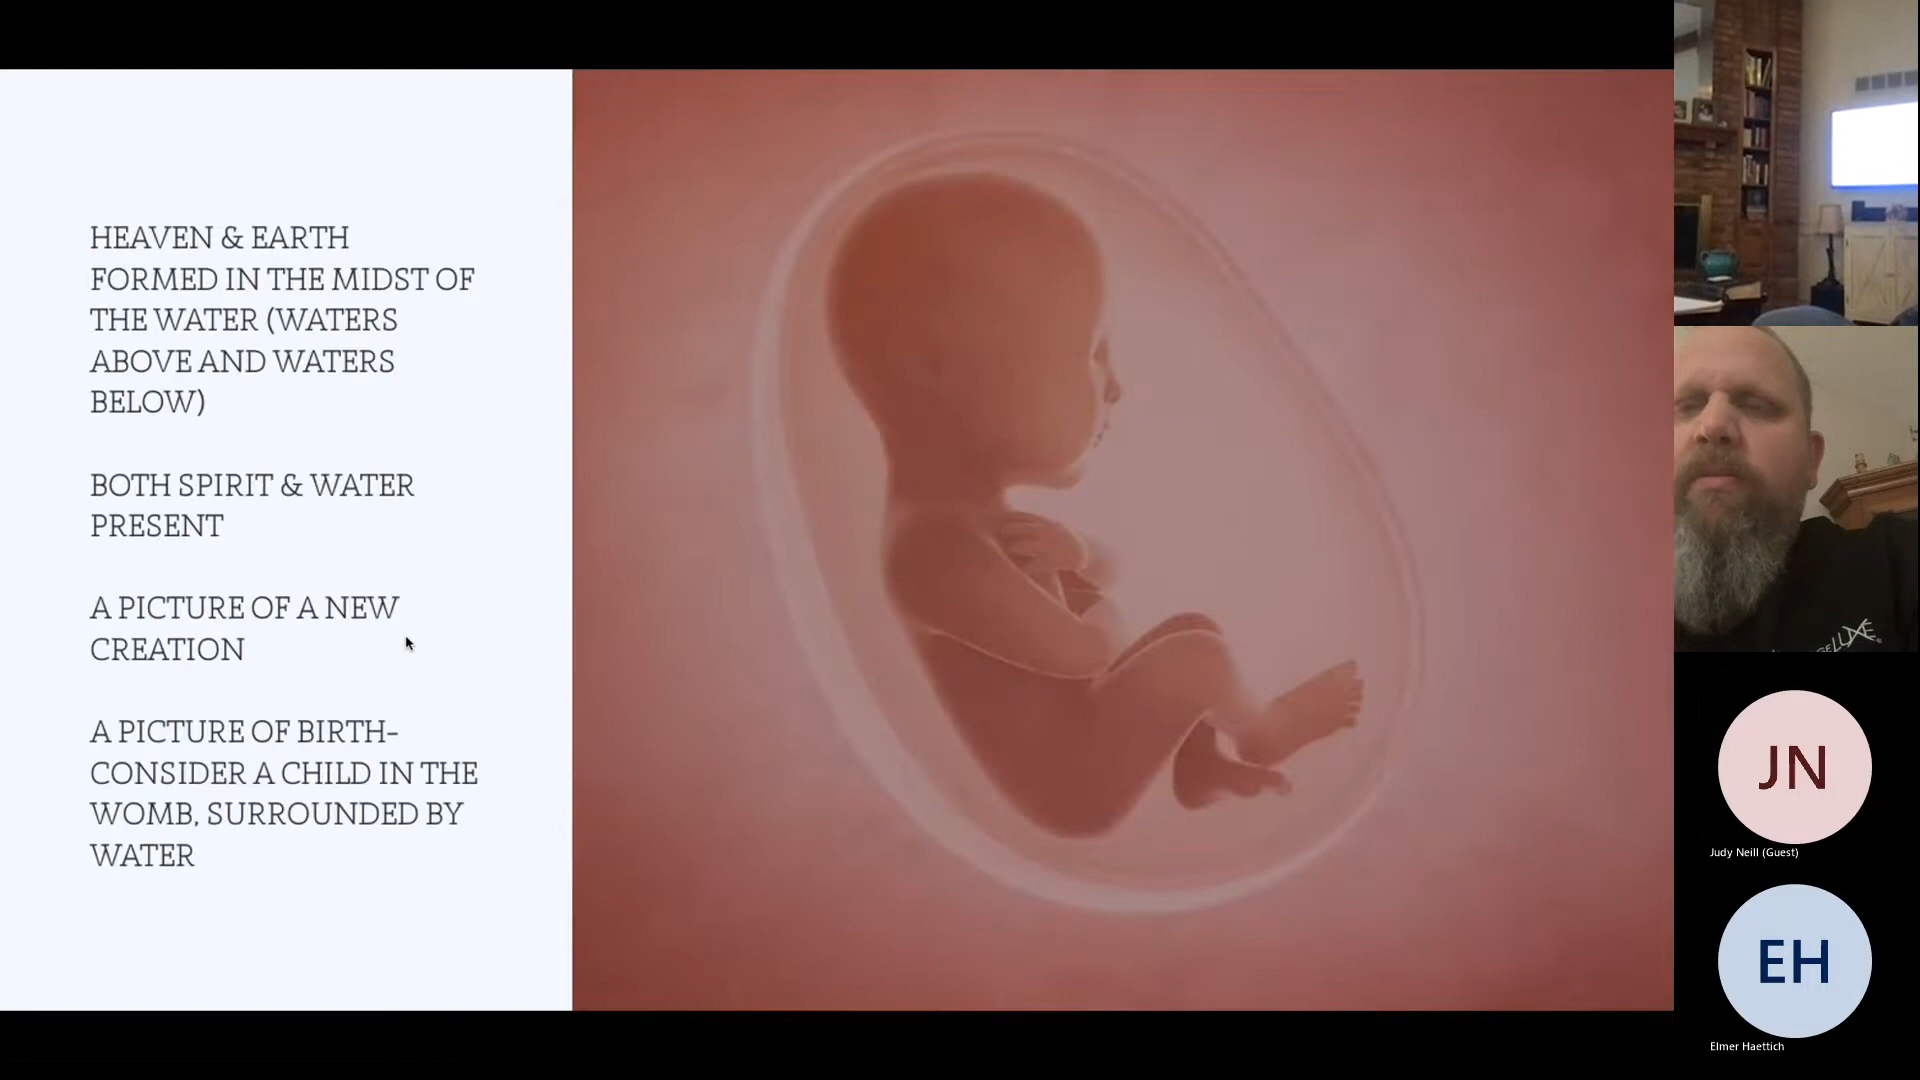 HEAVEN & EARTH
FORMED IN THE MIDST OF
THE WATER (WATERS
ABOVE AND WATERS
BELOW)
BOTH SPIRIT & WATER
PRESENT
A PICTURE OF A NEW
CREATION
A PICTURE OF BIRTH-
CONSIDER A CHILD IN THE
WOMB, SURROUNDED BY
WATER
JN
Judy Neill (Guest)
EH
Elmer Haettich